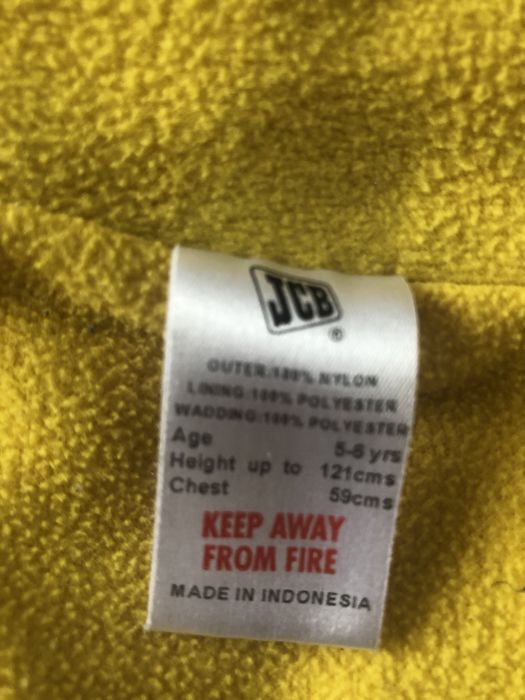 JCB
®
OUTER:100% NYLON
LINING:100% POLYESTER
WADDING:100% POLYESTER
Age 5-6 yrs
Height up to 121cms
Chest 59cms
KEEP AWAY
FROM FIRE
MADE IN INDONESIA